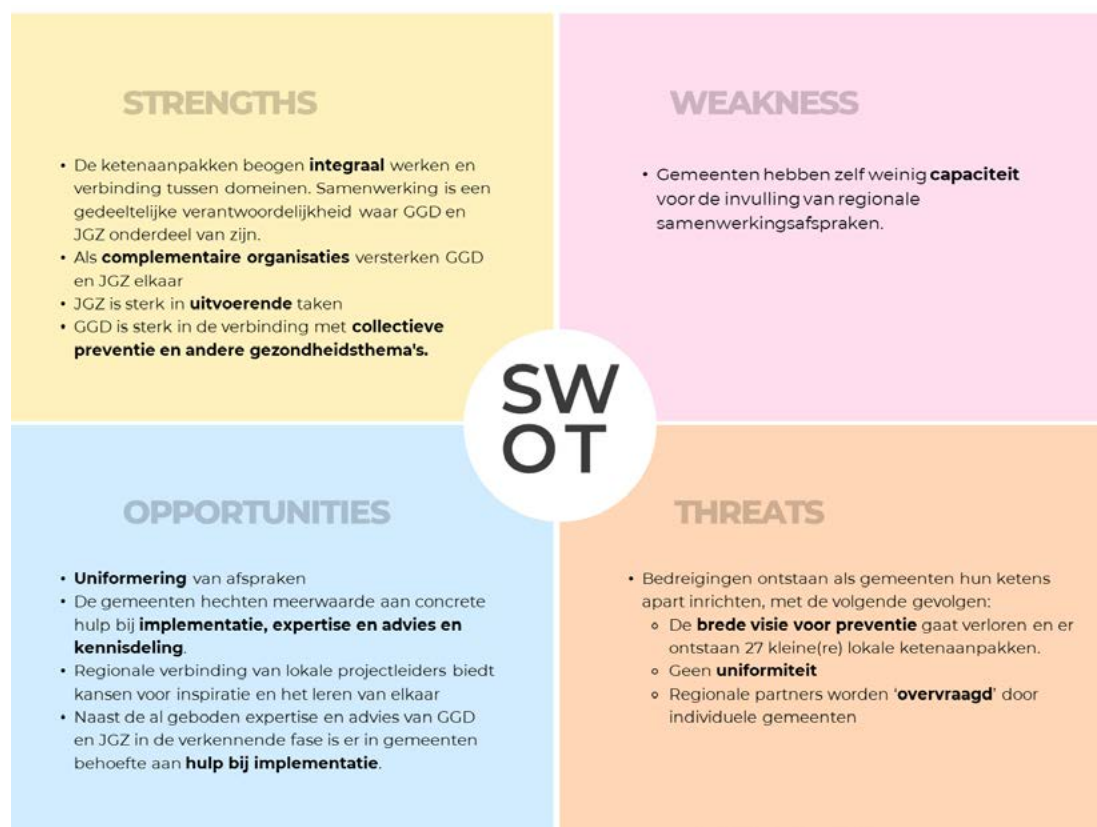 STRENGTHS
• De ketenaanpakken beogen integraal werken en
verbinding tussen domeinen. Samenwerking is een
gedeeltelijke verantwoordelijkheid waar GGD en
JGZ onderdeel van zijn.
• Als complementaire organisaties versterken GGD
en JGZ elkaar
• JGZ is sterk in uitvoerende taken
• GGD is sterk in de verbinding met collectieve
preventie en andere gezondheidsthema's.
WEAKNESS
• Gemeenten hebben zelf weinig capaciteit
voor de invulling van regionale
samenwerkingsafspraken.
SW
OT
OPPORTUNITIES
• Uniformering van afspraken
• De gemeenten hechten meerwaarde aan concrete
hulp bij implementatie, expertise en advies en
kennisdeling.
• Regionale verbinding van lokale projectleiders biedt
kansen voor inspiratie en het leren van elkaar
• Naast de al geboden expertise en advies van GGD
en JGZ in de verkennende fase is er in gemeenten
behoefte aan hulp bij implementatie.
THREATS
• Bedreigingen ontstaan als gemeenten hun ketens
apart inrichten, met de volgende gevolgen:
◦ De brede visie voor preventie gaat verloren en er
ontstaan 27 kleine(re) lokale ketenaanpakken.
◦ Geen uniformiteit
◦ Regionale partners worden ‘overvraagd’ door
individuele gemeenten